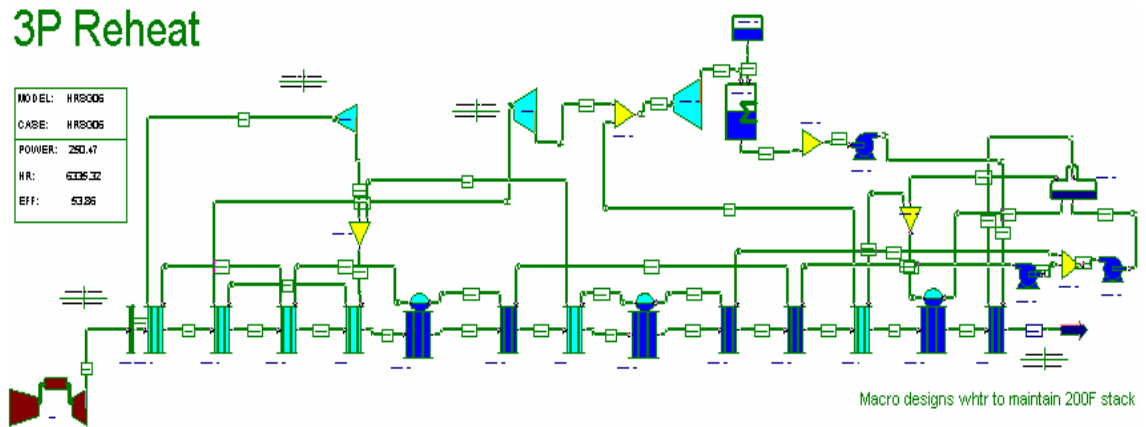 3P Reheat
MODEL: HRSG06
CASE: HRSG06
POWER: 250.47
HR: 6335.32
EFF: 53.86
Macro designs whtr to maintain 200F stack